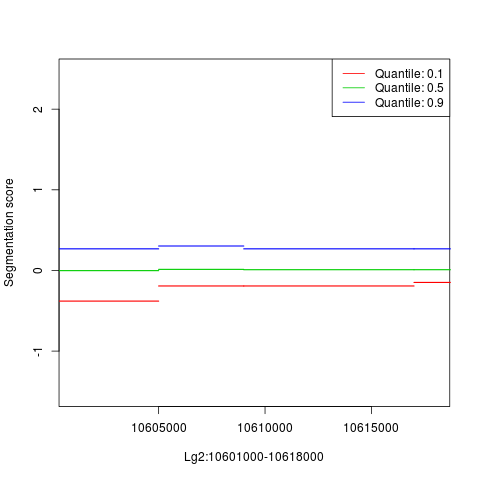 Quantile: 0.1
Quantile: 0.5
Quantile: 0.9
2
1
0
-1
Segmentation score
10605000 10610000 10615000
Lg2:10601000-10618000